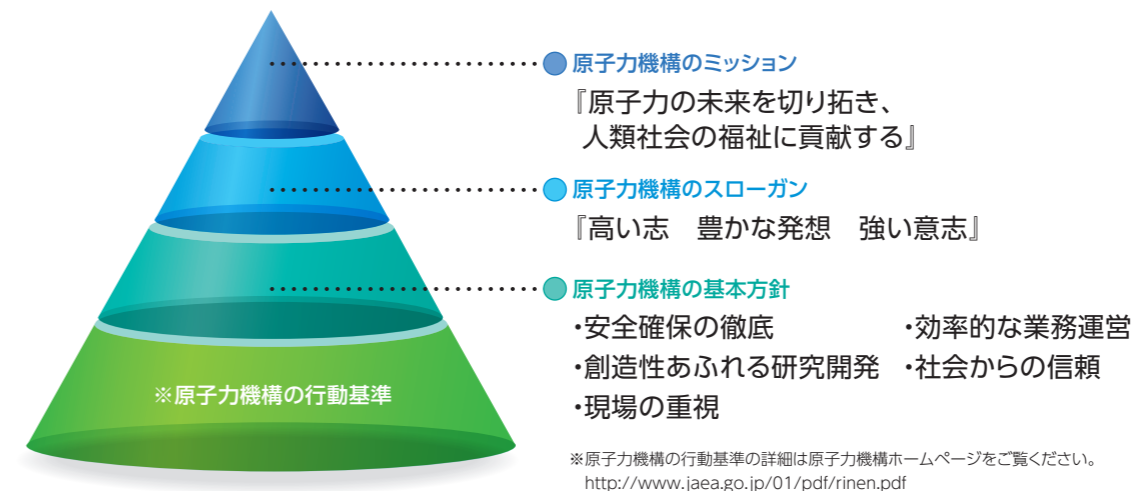 原子力機構のミッション
『原子力の未来を切り拓き、
人類社会の福祉に貢献する』
原子力機構のスローガン
『高い志　豊かな発想　強い意志』
原子力機構の基本方針
・安全確保の徹底　・効率的な業務運営
・創造性あふれる研究開発　・社会からの信頼
・現場の重視
※原子力機構の行動基準
※原子力機構の行動基準の詳細は原子力機構ホームページをご覧ください。
http://www.jaea.go.jp/01/pdf/rinen.pdf